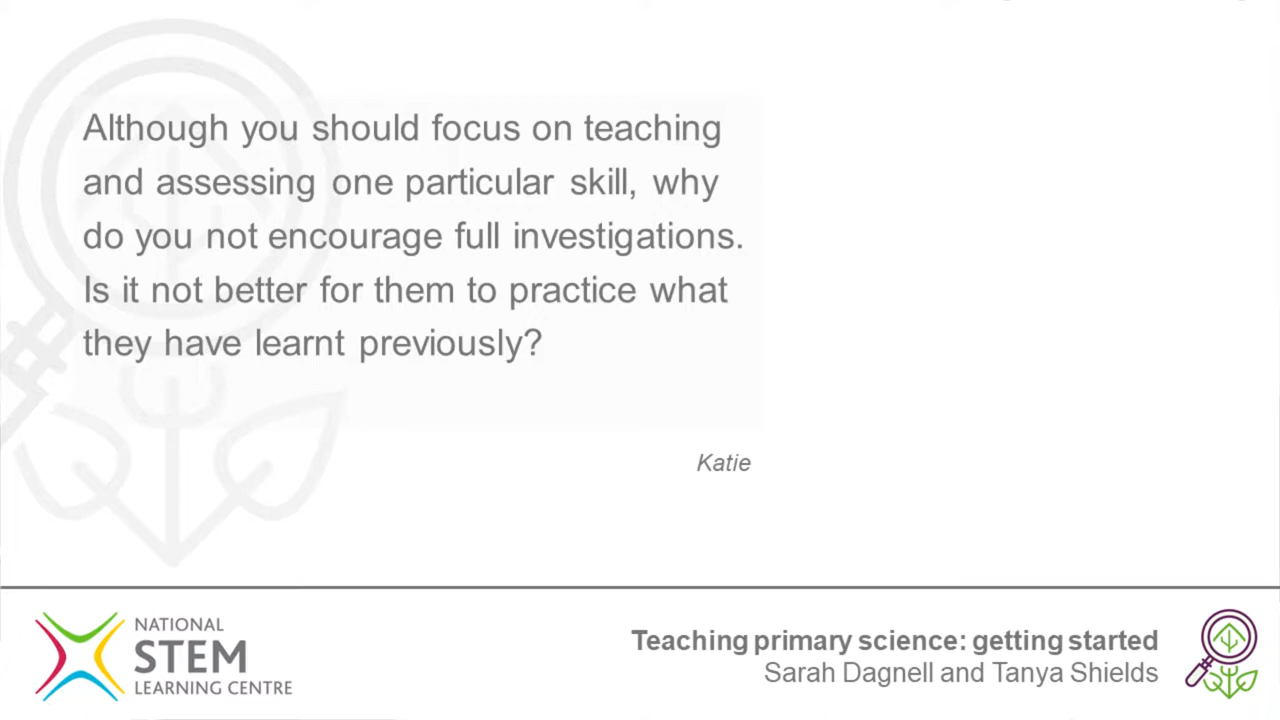 Although you should focus on teaching
and assessing one particular skill, why
do you not encourage full investigations.
Is it not better for them to practice what
they have learnt previously?
Katie
NATIONAL
STEM
LEARNING CENTRE
Teaching primary science: getting started
Sarah Dagnell and Tanya Shields